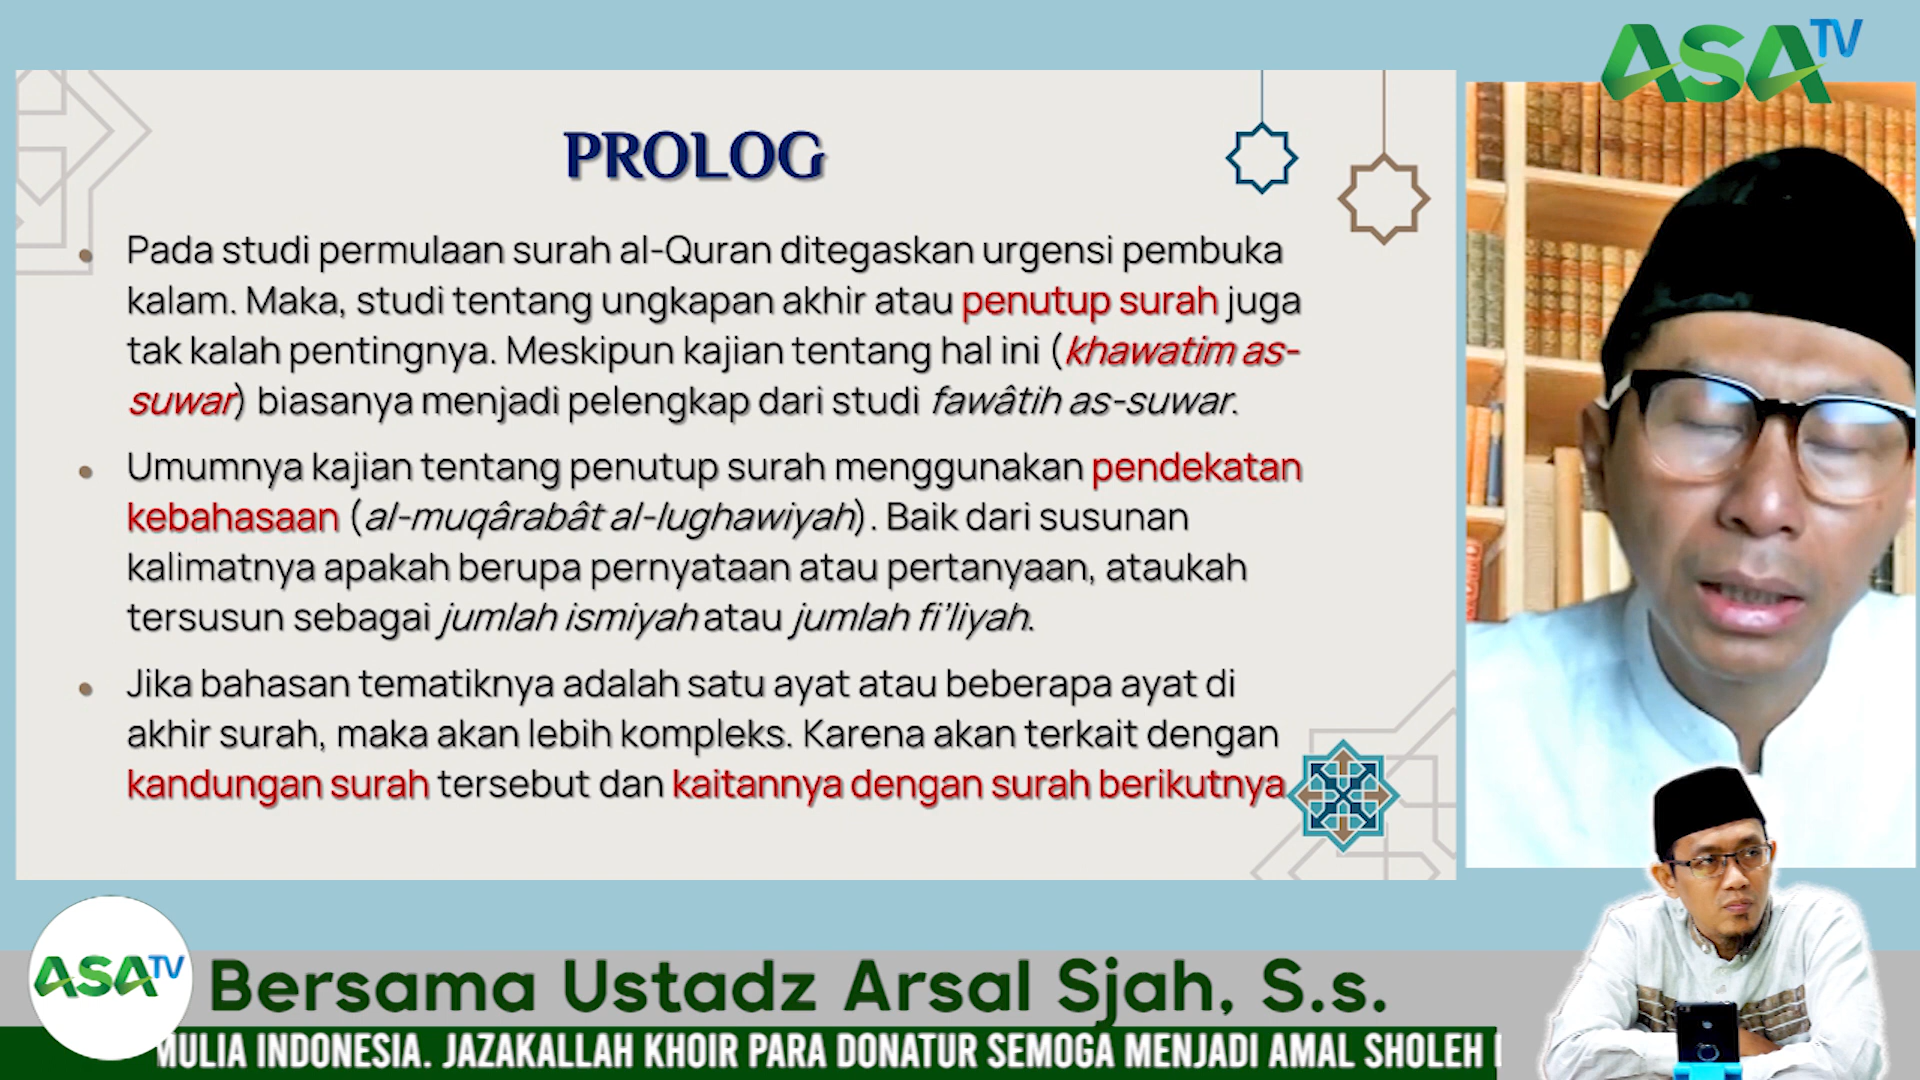 ASA TV
PROLOG
• Pada studi permulaan surah al-Quran ditegaskan urgensi pembuka
kalam. Maka, studi tentang ungkapan akhir atau penutup surah juga
tak kalah pentingnya. Meskipun kajian tentang hal ini (khawatim as-
suwar) biasanya menjadi pelengkap dari studi fawâtih as-suwar.
• Umumnya kajian tentang penutup surah menggunakan pendekatan
kebahasaan (al-muqârabât al-lughawiyah). Baik dari susunan
kalimatnya apakah berupa pernyataan atau pertanyaan, ataukah
tersusun sebagai jumlah ismiyah atau jumlah fi’liyah.
• Jika bahasan tematiknya adalah satu ayat atau beberapa ayat di
akhir surah, maka akan lebih kompleks. Karena akan terkait dengan
kandungan surah tersebut dan kaitannya dengan surah berikutnya
ASA TV
Bersama Ustadz Arsal Sjah, S.s.
MULIA INDONESIA. JAZAKALLAH KHOIR PARA DONATUR SEMOGA MENJADI AMAL SHOLEH